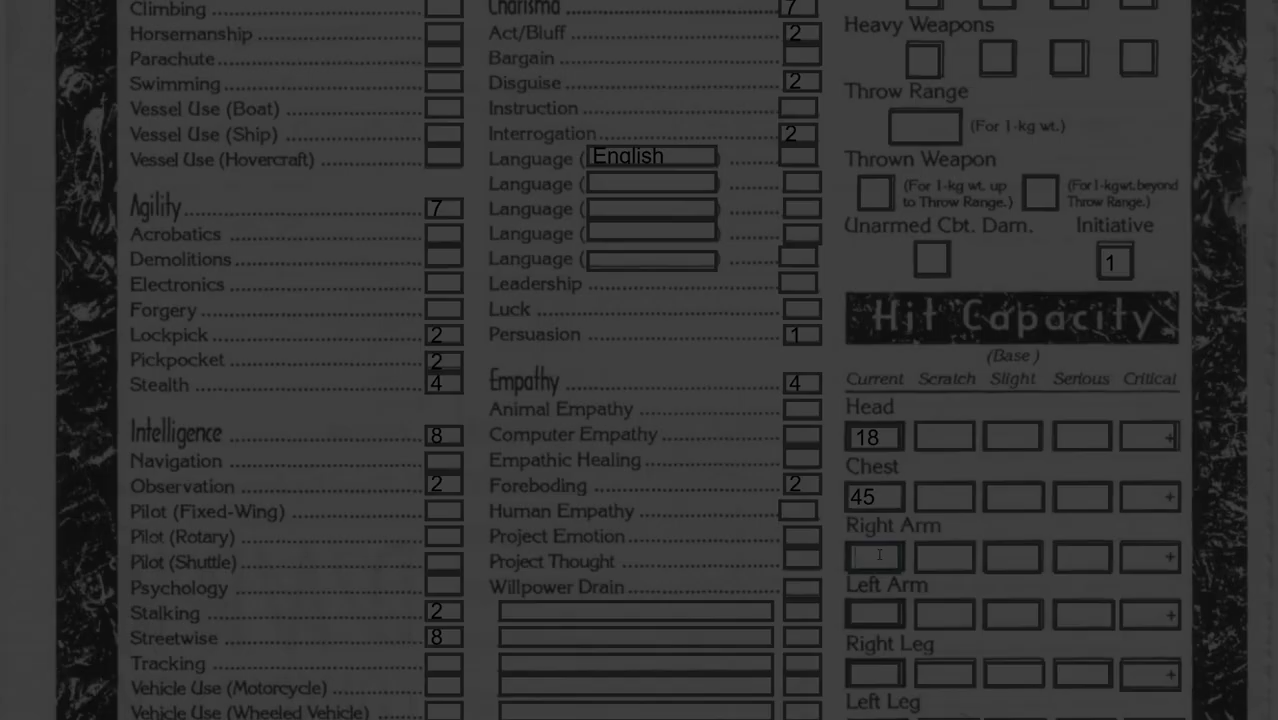 Climbing
Horsemanship
Parachute
Swimming
Vessel Use (Boat)
Vessel Use (Ship)
Vessel Use (Hovercraft)
Agility 7
Acrobatics
Demolitions
Electronics
Forgery
Lockpick 2
Pickpocket 2
Stealth 4
Intelligence 8
Navigation
Observation 2
Pilot (Fixed-Wing)
Pilot (Rotary)
Pilot (Shuttle)
Psychology
Stalking 2
Streetwise 8
Tracking
Vehicle Use (Motorcycle)
Vehicle Use (Wheeled Vehicle)
Charisma 7
Act/Bluff 2
Bargain
Disguise 2
Instruction
Interrogation 2
Language ( English )
Language ( )
Language ( )
Language ( )
Language ( )
Leadership
Luck
Persuasion 1
Empathy 4
Animal Empathy
Computer Empathy
Empathic Healing
Foreboding 2
Human Empathy
Project Emotion
Project Thought
Willpower Drain
Heavy Weapons
Throw Range
(For 1-kg wt.)
Thrown Weapon
(For 1-kg wt. up
to Throw Range.)
(For 1-kg wt. beyond
Throw Range.)
Unarmed Cbt. Dam. Initiative
1
Hit Capacity
(Base)
Current Scratch Slight Serious Critical
Head
18 +
Chest
45 +
Right Arm
+
Left Arm
+
Right Leg
+
Left Leg